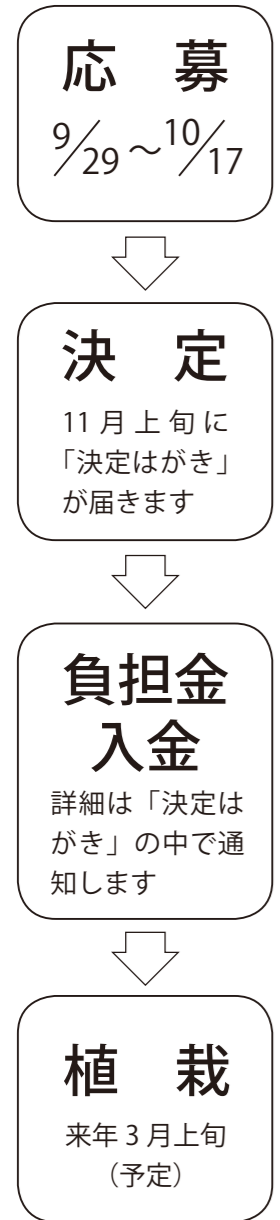 応　募
9/29～10/17
決　定
11月上旬に
「決定はがき」
が届きます
負担金
入金
詳細は「決定は
がき」の中で通
知します
植　栽
来年3月上旬
（予定）